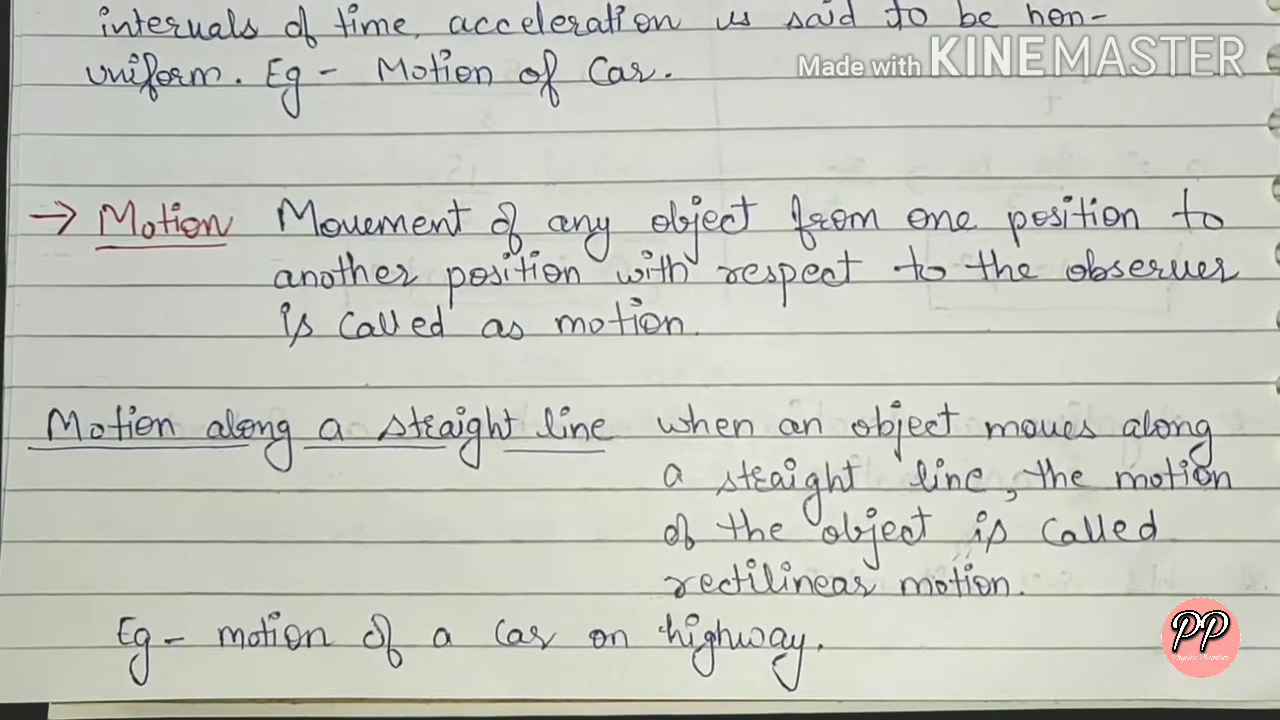 intervals of time, acceleration is said to be non-
uniform. Eg - Motion of Car.
Made with KINEMASTER
→ Motion Movement of any object from one position to
another position with respect to the observer
is called as motion.
Motion along a straight line when an object moves along
a straight line, the motion
of the object is called
rectilinear motion.
Eg - motion of a car on highway.
PP